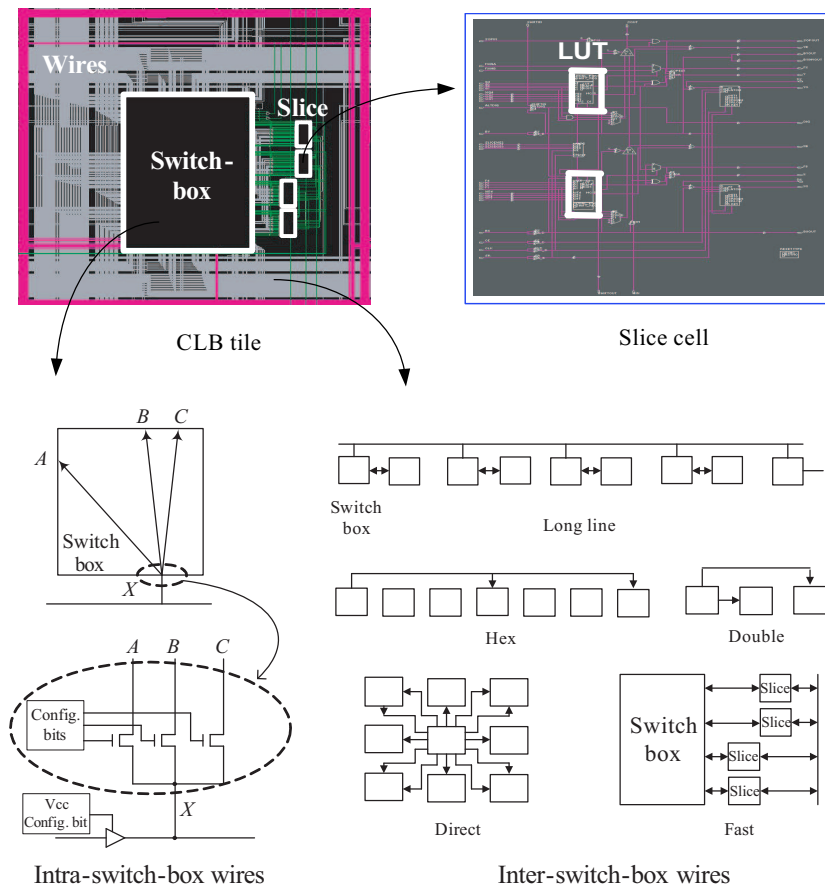 Wires
Slice
Switch-
box
LUT
CLB tile
Slice cell
B
C
A
Switch
box
X
A
B
C
Config.
bits
X
Vcc
Config. bit
Intra-switch-box wires
Switch
box
Long line
Hex
Double
Direct
Switch
box
Slice
Slice
Slice
Slice
Fast
Inter-switch-box wires